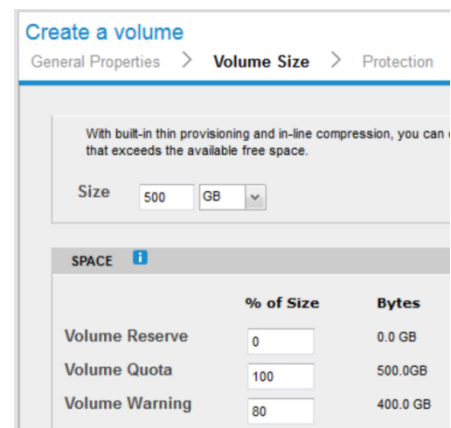 Create a volume
General Properties > Volume Size > Protection
With built-in thin provisioning and in-line compression, you can
that exceeds the available free space.
Size 500 GB
SPACE i
% of Size Bytes
Volume Reserve 0 0.0 GB
Volume Quota 100 500.0GB
Volume Warning 80 400.0 GB